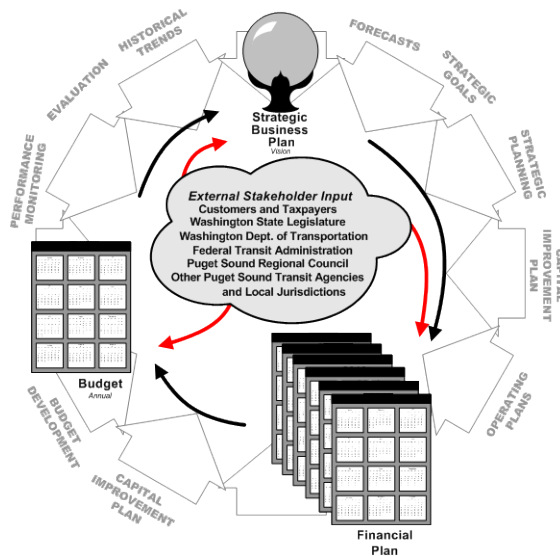 HISTORICAL
TRENDS
FORECASTS
STRATEGIC
GOALS
EVALUATION
STRATEGIC
PLANNING
PERFORMANCE
MONITORING
CAPITAL
IMPROVEMENT
PLAN
Strategic
Business
Plan
Vision
External Stakeholder Input
Customers and Taxpayers
Washington State Legislature
Washington Dept. of Transportation
Federal Transit Administration
Puget Sound Regional Council
Other Puget Sound Transit Agencies
and Local Jurisdictions
Budget
Annual
BUDGET
DEVELOPMENT
OPERATING
PLANS
CAPITAL
IMPROVEMENT
PLAN
Financial
Plan